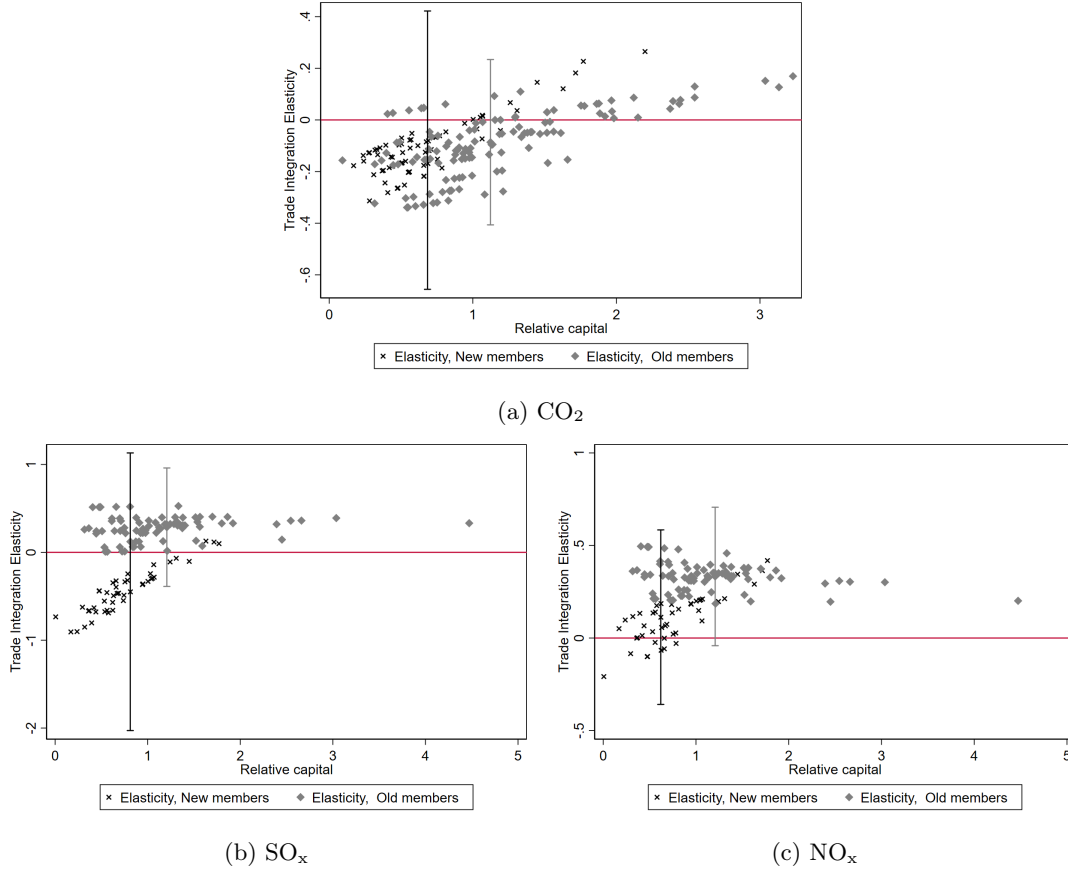 .4
.2
0
-.2
-.4
-.6
Trade Integration Elasticity
0 1 2 3
Relative capital
× Elasticity, New members ◆ Elasticity, Old members
(a) CO₂
1
0
-1
-2
Trade Integration Elasticity
0 1 2 3 4 5
Relative capital
× Elasticity, New members ◆ Elasticity, Old members
(b) SOₓ
1
.5
0
-.5
Trade Integration Elasticity
0 1 2 3 4 5
Relative capital
× Elasticity, New members ◆ Elasticity, Old members
(c) NOₓ